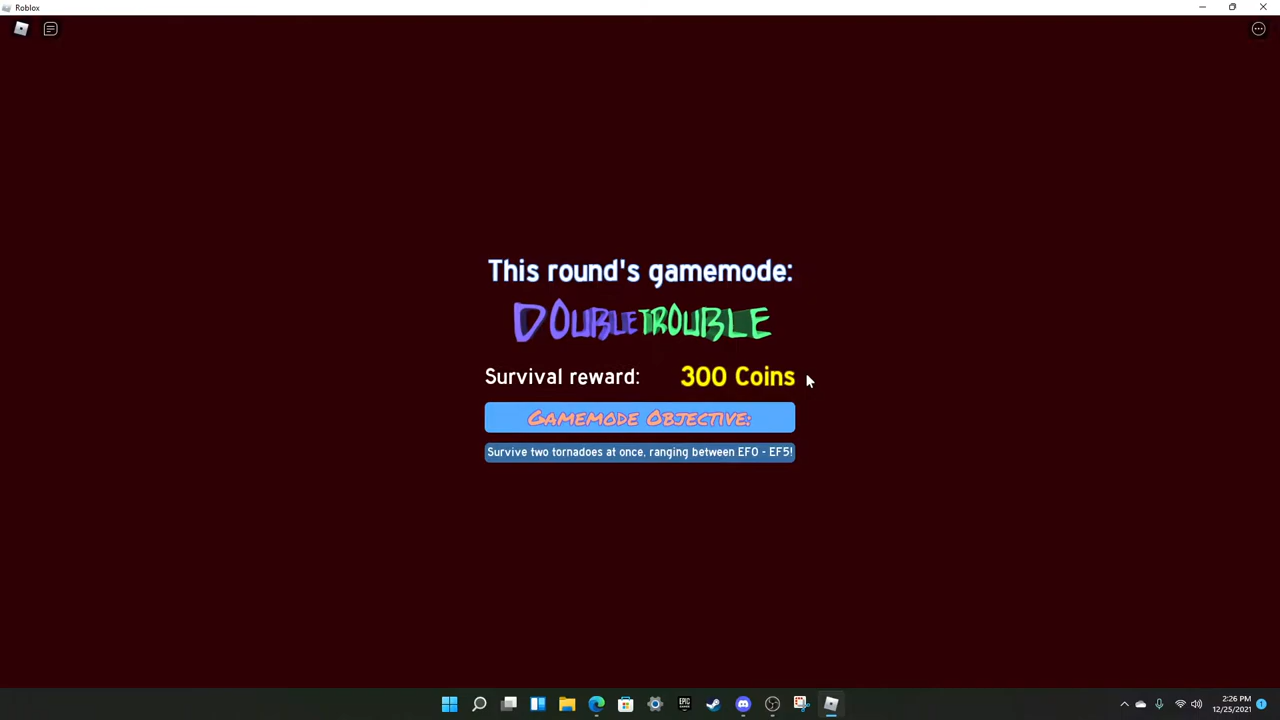 Roblox
This round's gamemode:
DOUBLETROUBLE
Survival reward: 300 Coins
GAMEMODE OBJECTIVE:
Survive two tornadoes at once, ranging between EF0 - EF5!
EPIC
2:26 PM
12/25/2021